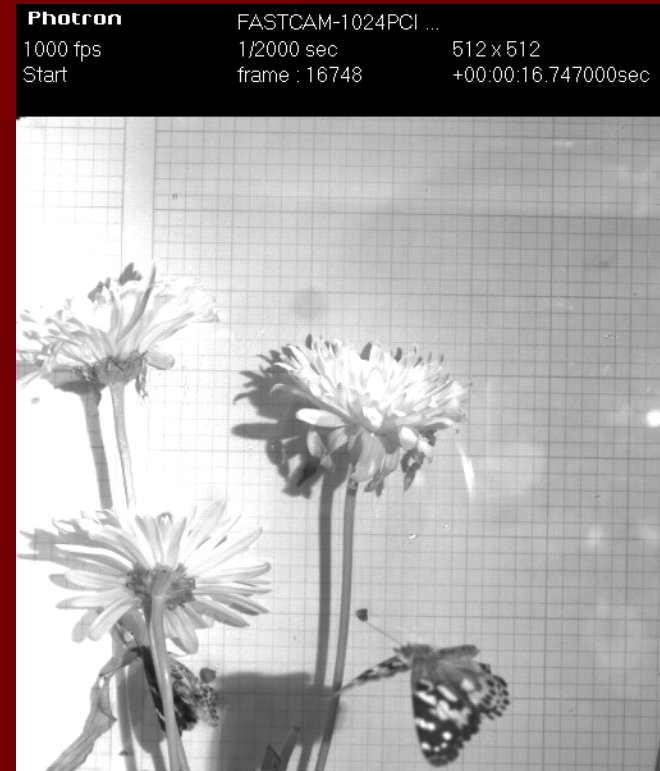 Photron FASTCAM-1024PCI ...
1000 fps 1/2000 sec 512 x 512
Start frame : 16748 +00:00:16.747000sec